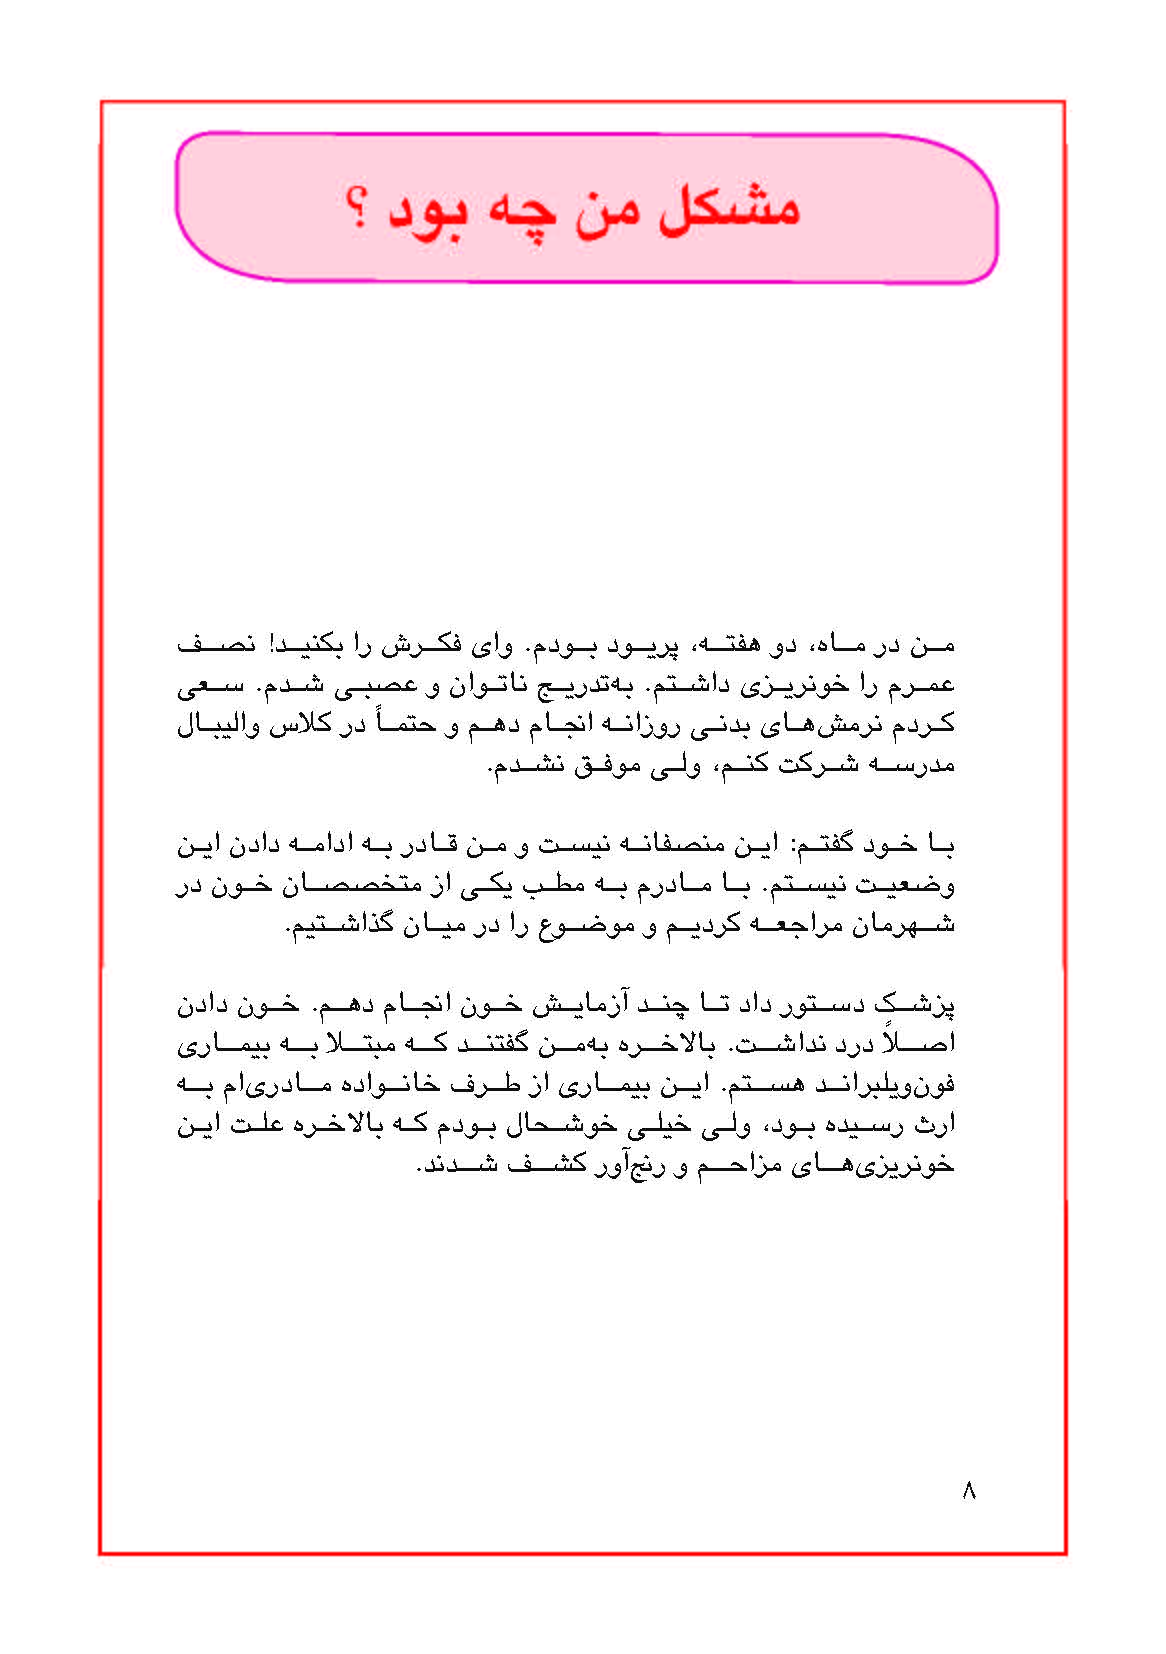 مشکل من چه بود ؟
من در ماه، دو هفته، پریود بودم. وای فکرش را بکنید! نصف
عمرم را خونریزی داشتم. به‌تدریج ناتوان و عصبی شدم. سعی
کردم نرمش‌های بدنی روزانه انجام دهم و حتماً در کلاس والیبال
مدرسه شرکت کنم، ولی موفق نشدم.
با خود گفتم: این منصفانه نیست و من قادر به ادامه دادن این
وضعیت نیستم. با مادرم به مطب یکی از متخصصان خون در
شهرمان مراجعه کردیم و موضوع را در میان گذاشتیم.
پزشک دستور داد تا چند آزمایش خون انجام دهم. خون دادن
اصلاً درد نداشت. بالاخره به‌من گفتند که مبتلا به بیماری
فون‌ویلبراند هستم. این بیماری از طرف خانواده مادری‌ام به
ارث رسیده بود، ولی خیلی خوشحال بودم که بالاخره علت این
خونریزی‌های مزاحم و رنج‌آور کشف شدند.
۸